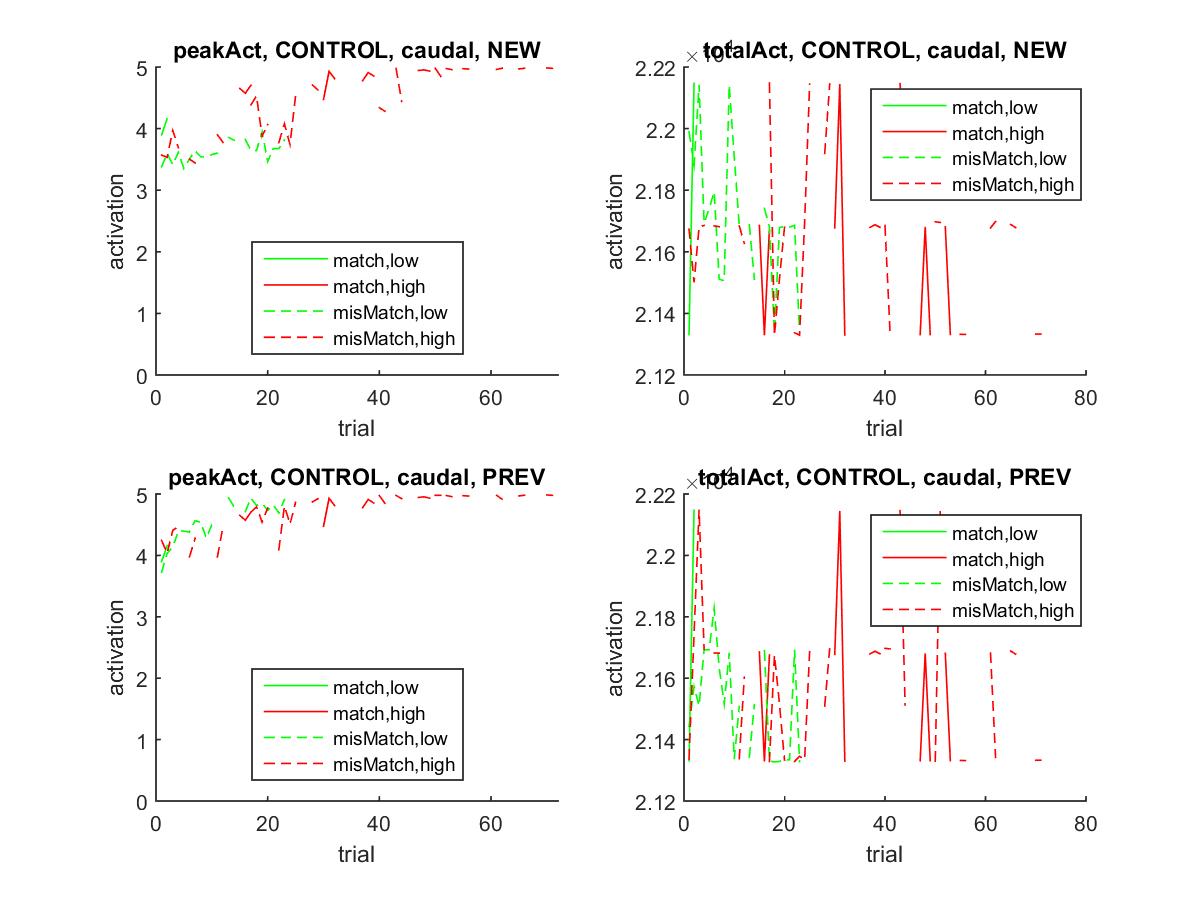 peakAct, CONTROL, caudal, NEW
5
4
3
2
1
0
activation
match,low
match,high
misMatch,low
misMatch,high
0 20 40 60
trial
totalAct, CONTROL, caudal, NEW
2.22
2.2
2.18
2.16
2.14
2.12
activation
match,low
match,high
misMatch,low
misMatch,high
0 20 40 60 80
trial
peakAct, CONTROL, caudal, PREV
5
4
3
2
1
0
activation
match,low
match,high
misMatch,low
misMatch,high
0 20 40 60
trial
totalAct, CONTROL, caudal, PREV
2.22
2.2
2.18
2.16
2.14
2.12
activation
match,low
match,high
misMatch,low
misMatch,high
0 20 40 60 80
trial